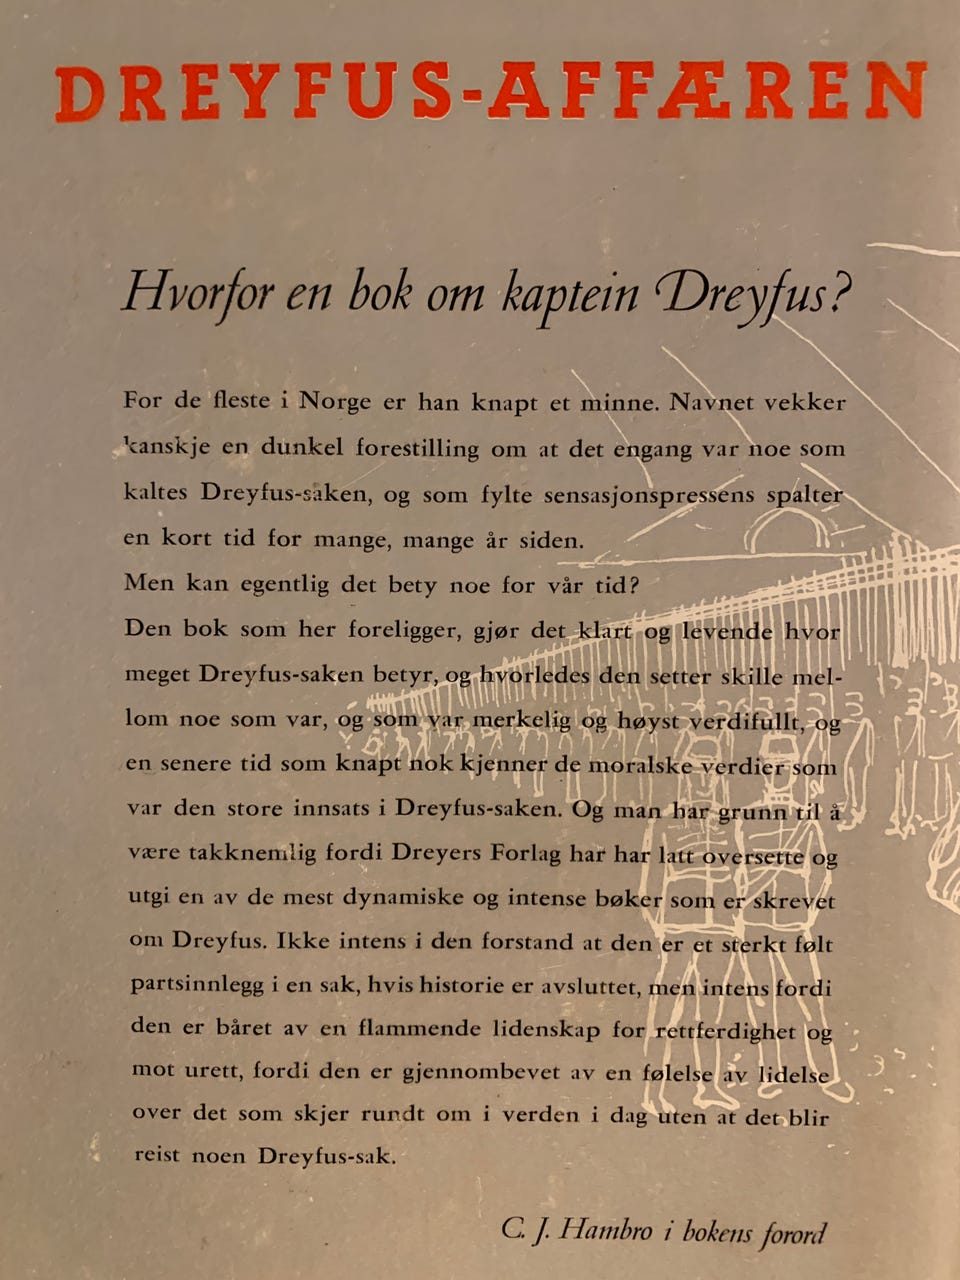 DREYFUS-AFFÆREN
Hvorfor en bok om kaptein Dreyfus?
For de fleste i Norge er han knapt et minne. Navnet vekker
kanskje en dunkel forestilling om at det engang var noe som
kaltes Dreyfus-saken, og som fylte sensasjonspressens spalter
en kort tid for mange, mange år siden.
Men kan egentlig det bety noe for vår tid?
Den bok som her foreligger, gjør det klart og levende hvor
meget Dreyfus-saken betyr, og hvorledes den setter skille mel-
lom noe som var, og som var merkelig og høyst verdifullt, og
en senere tid som knapt nok kjenner de moralske verdier som
var den store innsats i Dreyfus-saken. Og man har grunn til å
være takknemlig fordi Dreyers Forlag har har latt oversette og
utgi en av de mest dynamiske og intense bøker som er skrevet
om Dreyfus. Ikke intens i den forstand at den er et sterkt følt
partsinnlegg i en sak, hvis historie er avsluttet, men intens fordi
den er båret av en flammende lidenskap for rettferdighet og
mot urett, fordi den er gjennombevet av en følelse av lidelse
over det som skjer rundt om i verden i dag uten at det blir
reist noen Dreyfus-sak.
C. J. Hambro i bokens forord